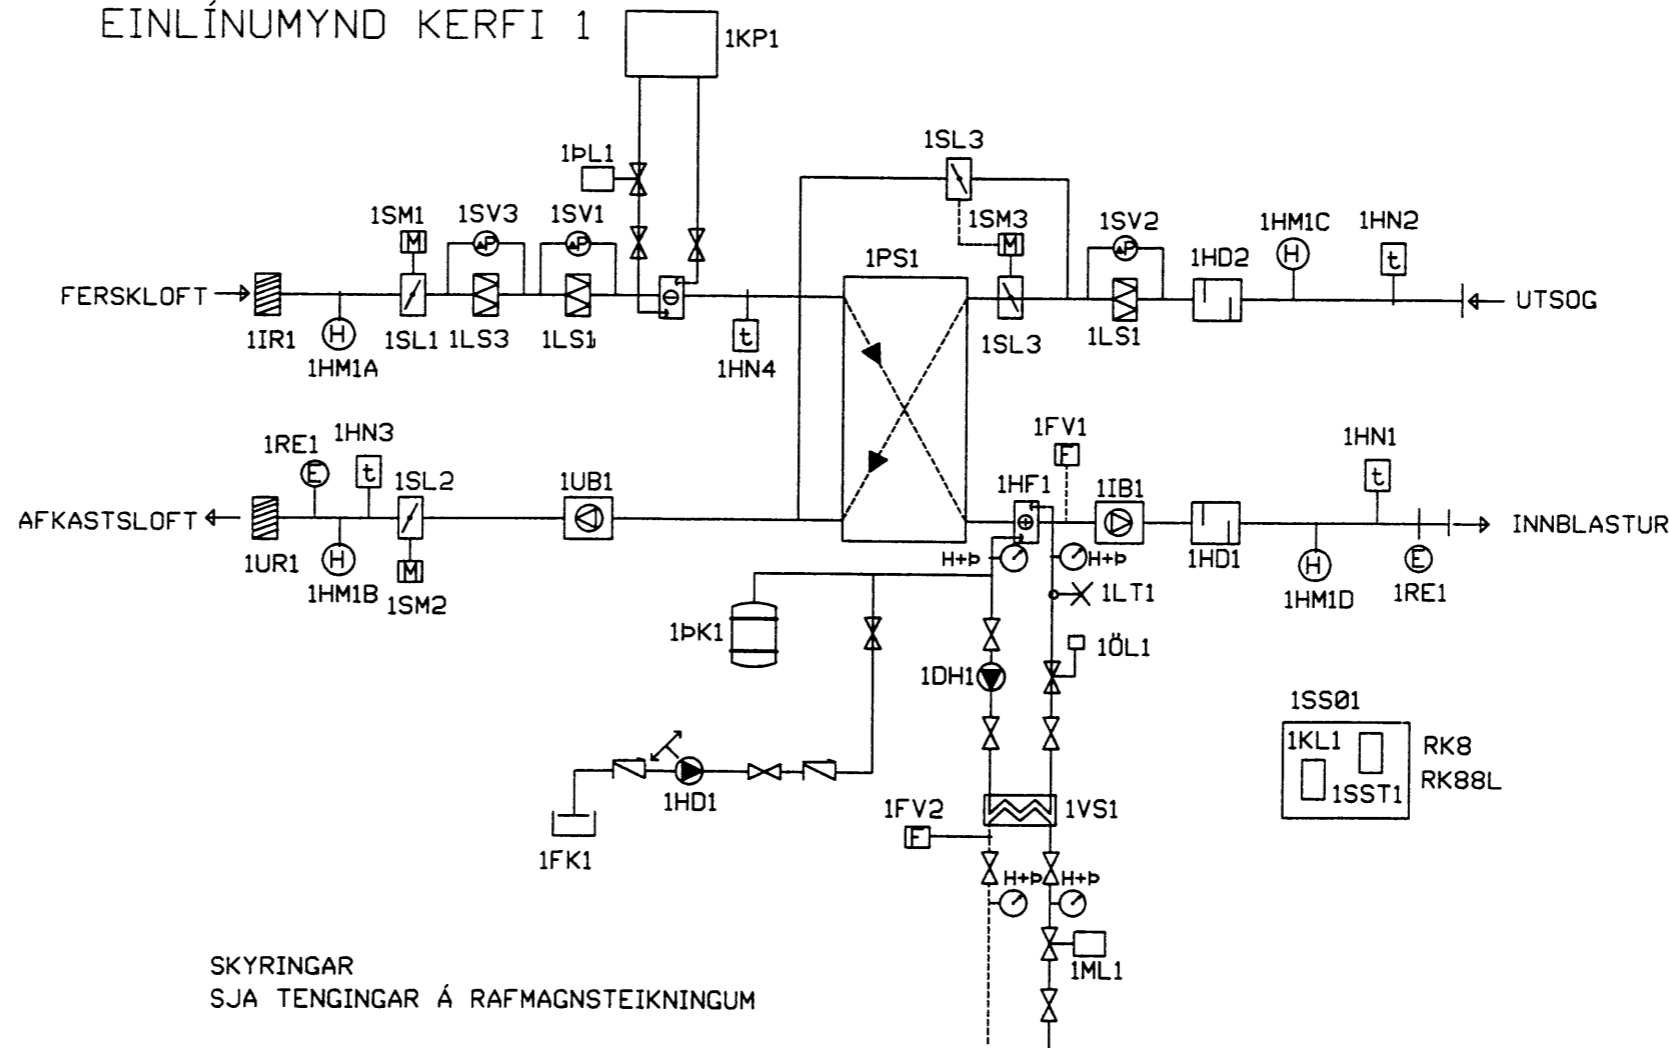 EINLÍNUMYND KERFI 1
1KP1
1ÞL1
1SL3
1SM1
1SV3
1SV1
1SM3
1SV2
1HM1C
1HN2
M
P
P
M
P
H
t
1PS1
1HD2
FERSKLOFT
UTSOG
1IR1
H
1HM1A
1SL1
1LS3
1LS1
t
1HN4
1SL3
1LS1
1RE1
1HN3
1SL2
1UB1
1FV1
1HN1
E
t
F
t
1HF1
1IB1
AFKASTSLOFT
INNBLASTUR
1UR1
H
1HM1B
M
1SM2
H+Þ
H+Þ
1HD1
H
1HM1D
E
1RE1
1LT1
1ÞK1
1ÖL1
1DH1
1SS01
1KL1
RK8
1SST1
RK88L
1HD1
1FV2
F
1VS1
1FK1
H+Þ
H+Þ
1ML1
SKYRINGAR
SJA TENGINGAR Á RAFMAGNSTEIKNINGUM